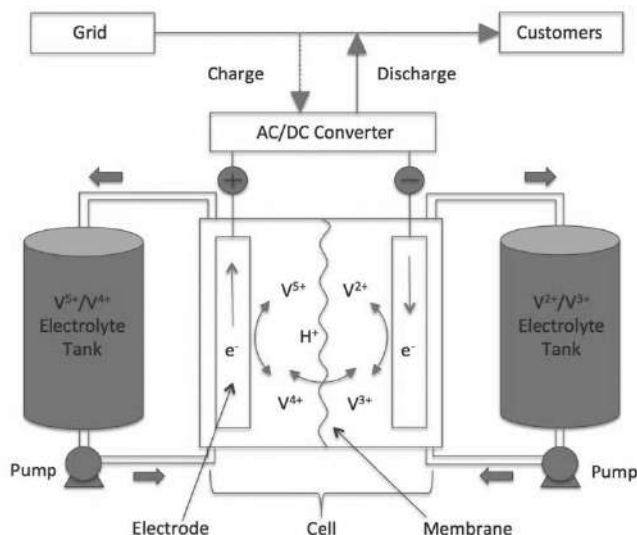 Grid
Customers
Charge
Discharge
AC/DC Converter
+
−
V⁵⁺/V⁴⁺
Electrolyte
Tank
V⁵⁺
V²⁺
H⁺
e⁻
e⁻
V⁴⁺
V³⁺
V²⁺/V³⁺
Electrolyte
Tank
Pump
Pump
Electrode
Cell
Membrane